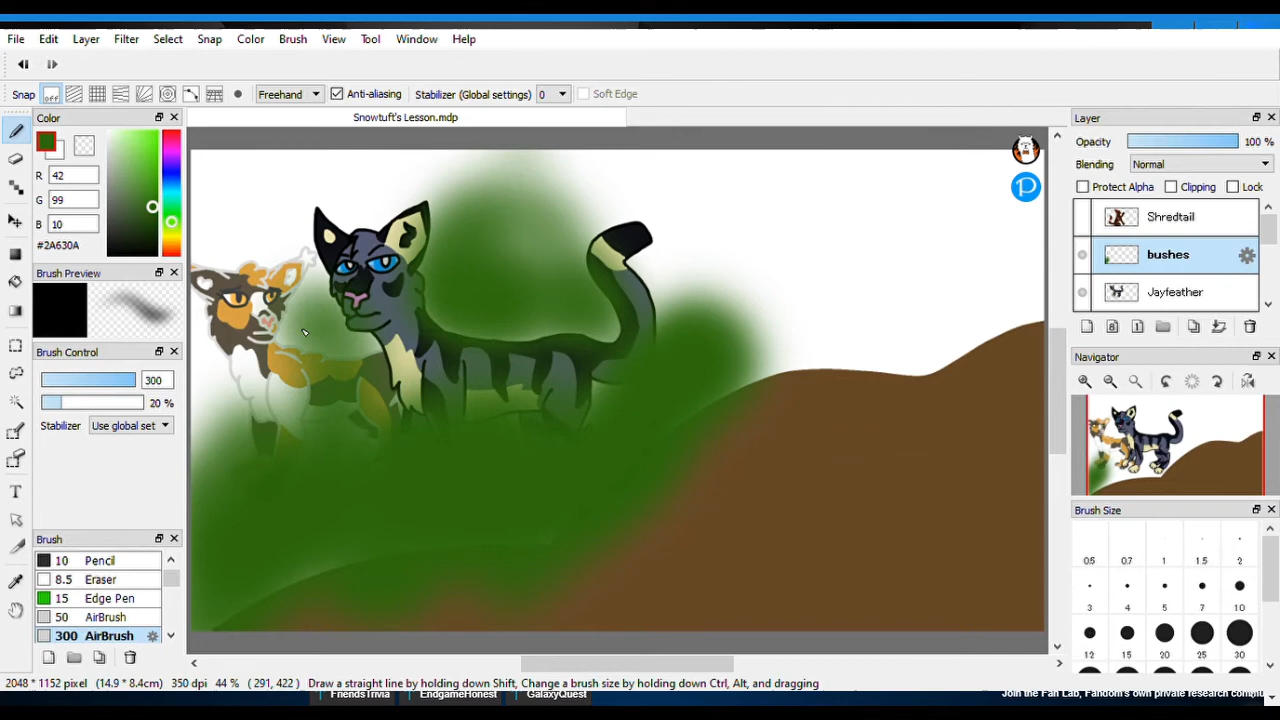 File Edit Layer Filter Select Snap Color Brush View Tool Window Help
Snap off Freehand Anti-aliasing Stabilizer (Global settings) 0 Soft Edge
Color
Snowtuft's Lesson.mdp
Layer
R 42
G 99
B 10
#2A630A
Opacity 100 %
Blending Normal
Protect Alpha Clipping Lock
Shredtail
bushes
Jayfeather
Brush Preview
Brush Control
300
20 %
Stabilizer Use global set
Navigator
Brush
10 Pencil
8.5 Eraser
15 Edge Pen
50 AirBrush
300 AirBrush
Brush Size
0.5 0.7 1 1.5 2
3 4 5 7 10
12 15 20 25 30
2048 * 1152 pixel (14.9 * 8.4cm) 350 dpi 44 % ( 291, 422 ) Draw a straight line by holding down Shift, Change a brush size by holding down Ctrl, Alt, and dragging
FriendsTrivia EndgameHonest GalaxyQuest
Join the Fan Lab, Fandom's own private research